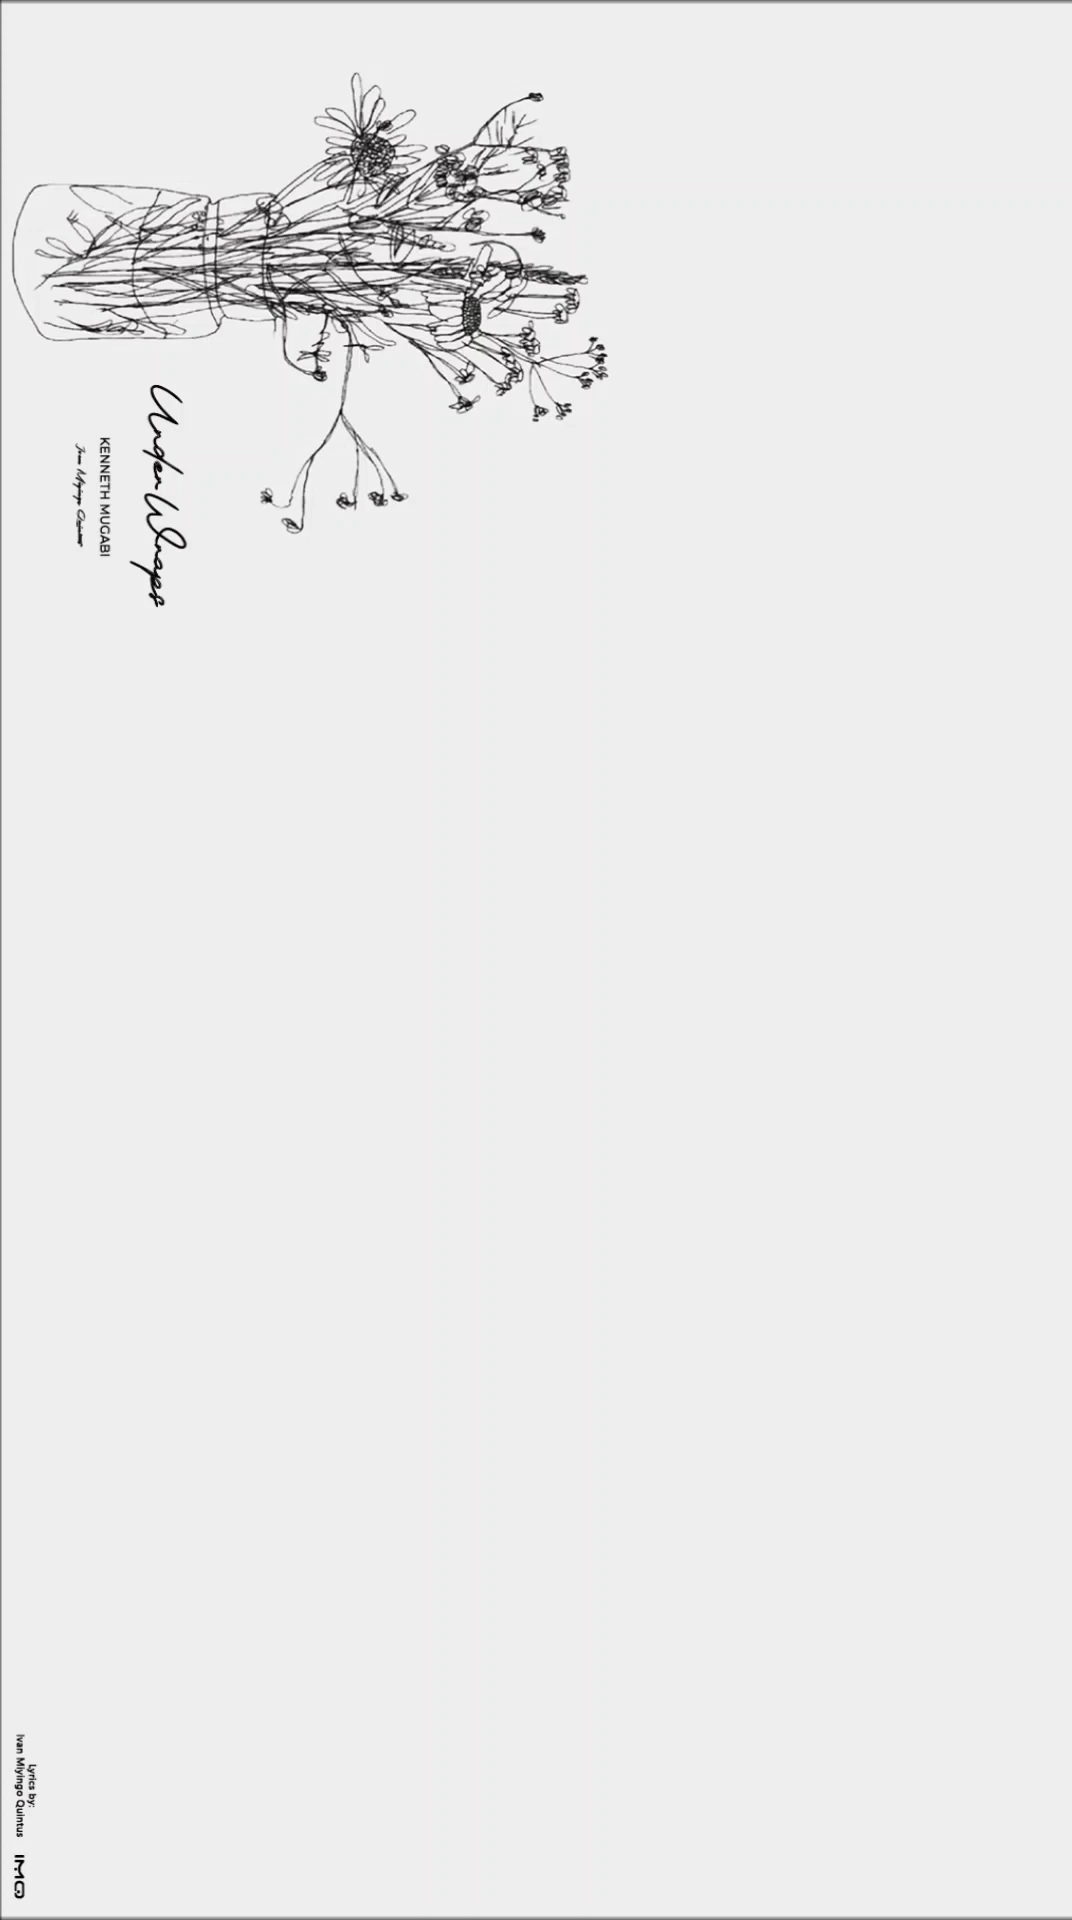 Under Wraps
KENNETH MUGABI
Lyrics by:
Ivan Miyingo Quintus
IMQ